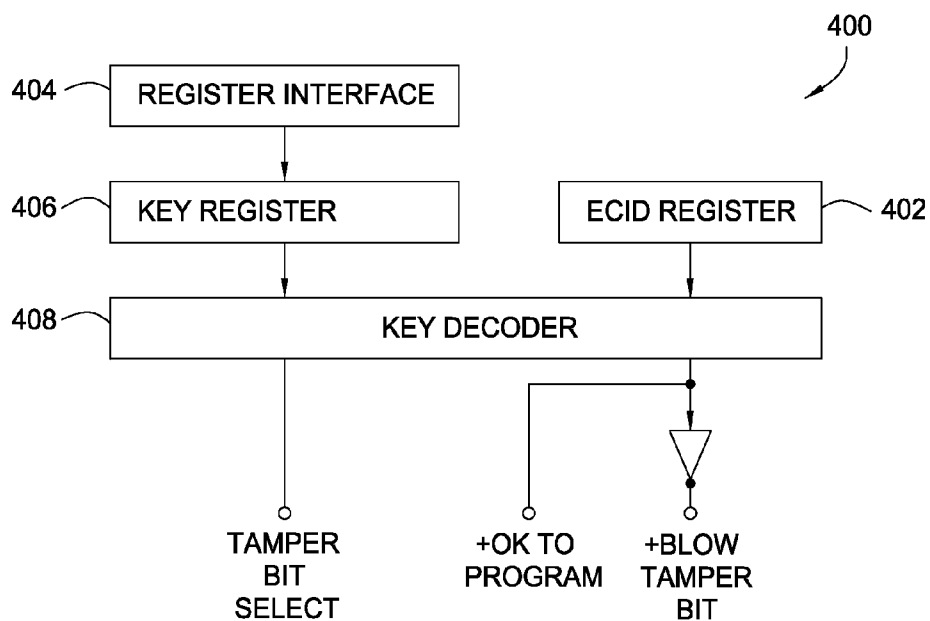 400
404
REGISTER INTERFACE
406
KEY REGISTER
ECID REGISTER
402
408
KEY DECODER
TAMPER
BIT
SELECT
+OK TO
PROGRAM
+BLOW
TAMPER
BIT